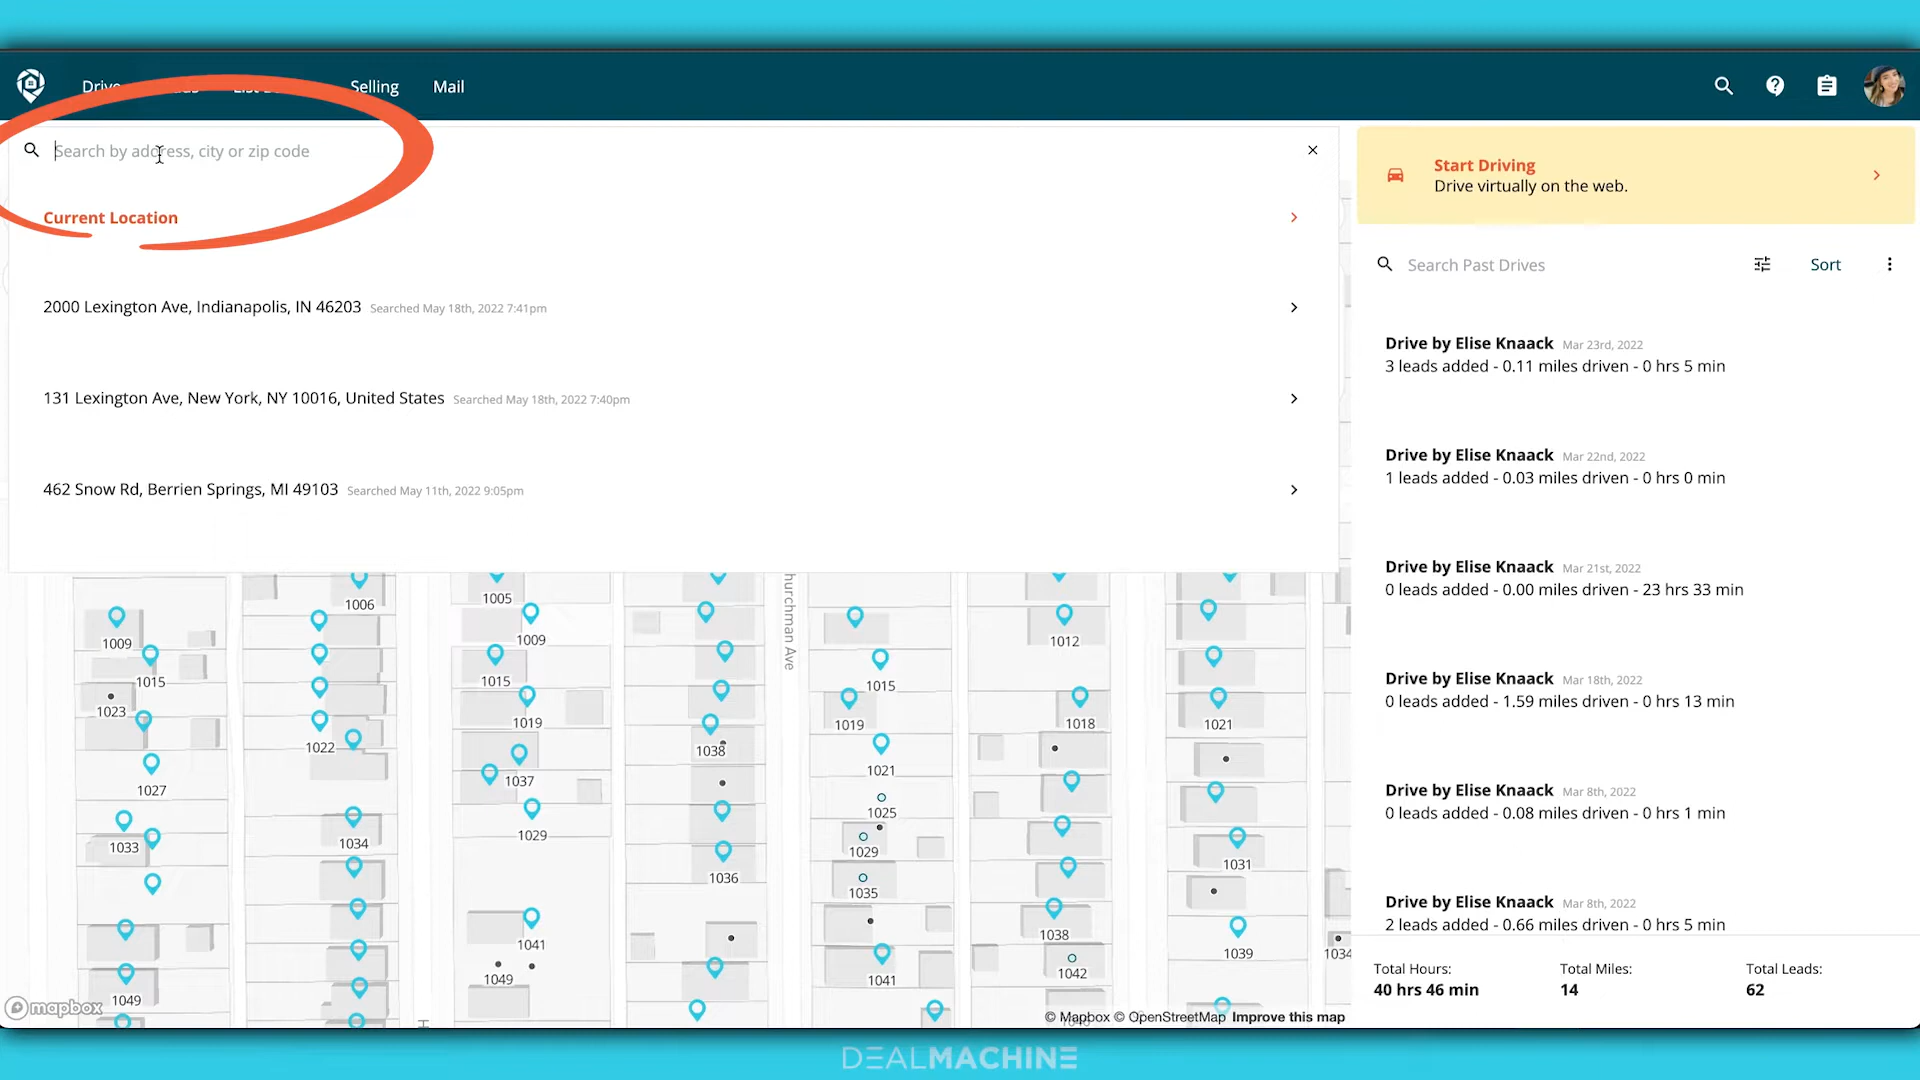 Drive
Selling
Mail
Search by address, city or zip code
Current Location
2000 Lexington Ave, Indianapolis, IN 46203 Searched May 18th, 2022 7:41pm
131 Lexington Ave, New York, NY 10016, United States Searched May 18th, 2022 7:40pm
462 Snow Rd, Berrien Springs, MI 49103 Searched May 11th, 2022 9:05pm
Start Driving
Drive virtually on the web.
Search Past Drives
Sort
Drive by Elise Knaack Mar 23rd, 2022
3 leads added - 0.11 miles driven - 0 hrs 5 min
Drive by Elise Knaack Mar 22nd, 2022
1 leads added - 0.03 miles driven - 0 hrs 0 min
Drive by Elise Knaack Mar 21st, 2022
0 leads added - 0.00 miles driven - 23 hrs 33 min
Drive by Elise Knaack Mar 18th, 2022
0 leads added - 1.59 miles driven - 0 hrs 13 min
Drive by Elise Knaack Mar 8th, 2022
0 leads added - 0.08 miles driven - 0 hrs 1 min
Drive by Elise Knaack Mar 8th, 2022
2 leads added - 0.66 miles driven - 0 hrs 5 min
Total Hours:
40 hrs 46 min
Total Miles:
14
Total Leads:
62
1009
1015
1023
1027
1033
1049
1006
1022
1034
1005
1009
1015
1019
1037
1029
1041
1049
1038
1036
hurchman Ave
1015
1019
1021
1025
1029
1035
1041
1012
1018
1038
1042
1021
1031
1039
1034
mapbox
© Mapbox © OpenStreetMap Improve this map
DEALMACHINE